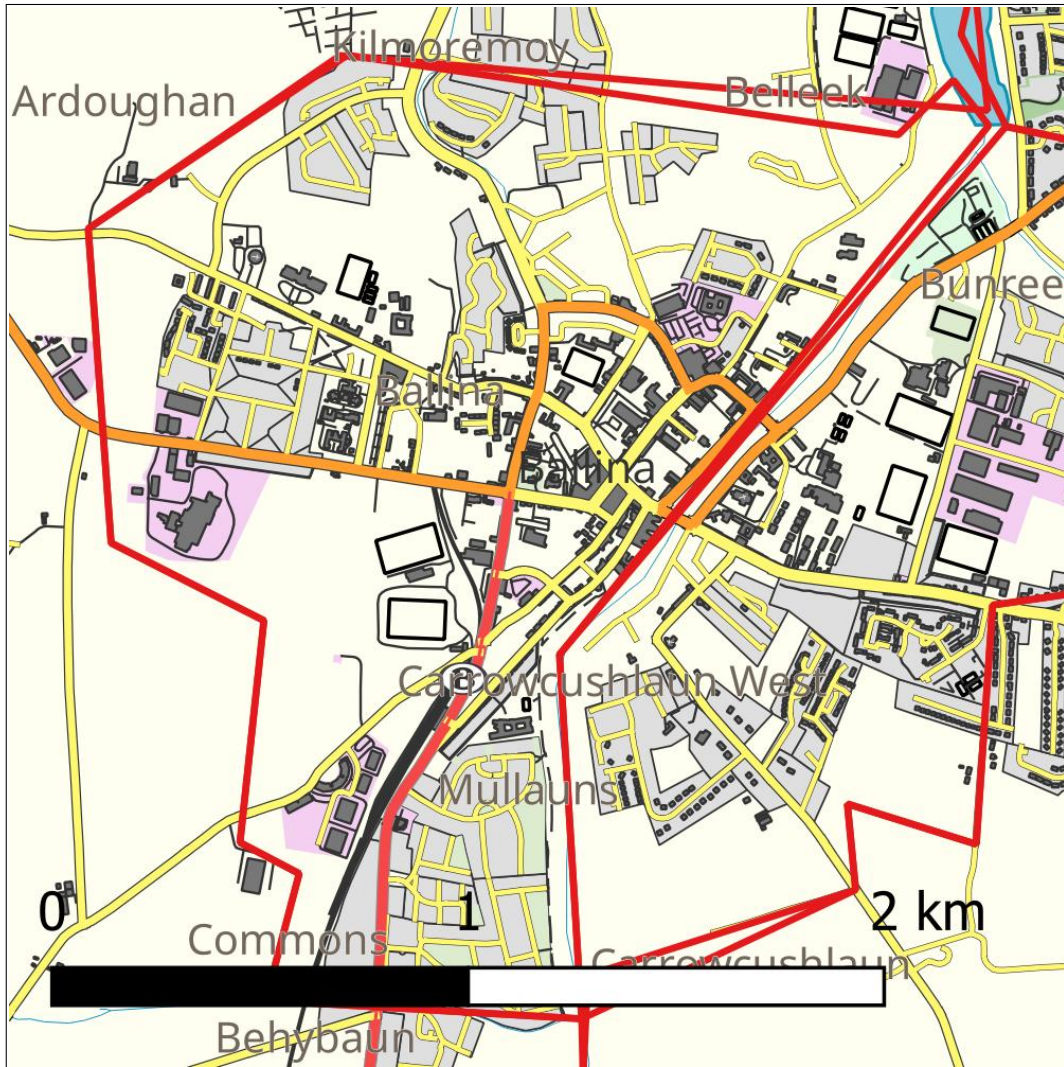 Kilmoremoy
Ardoughan
Belleek
Bunree
Ballina
Ballina
Carrowcushlaun West
Mullauns
0
1
2 km
Commons
Carrowcushlaun
Behybaun